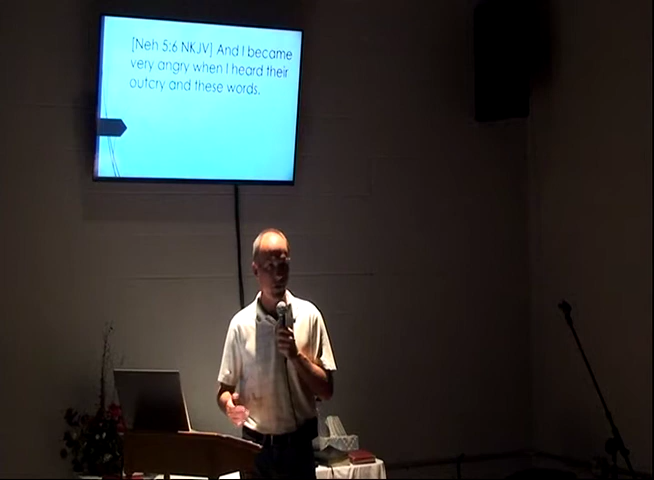 [Neh 5:6 NKJV] And I became
very angry when I heard their
outcry and these words.